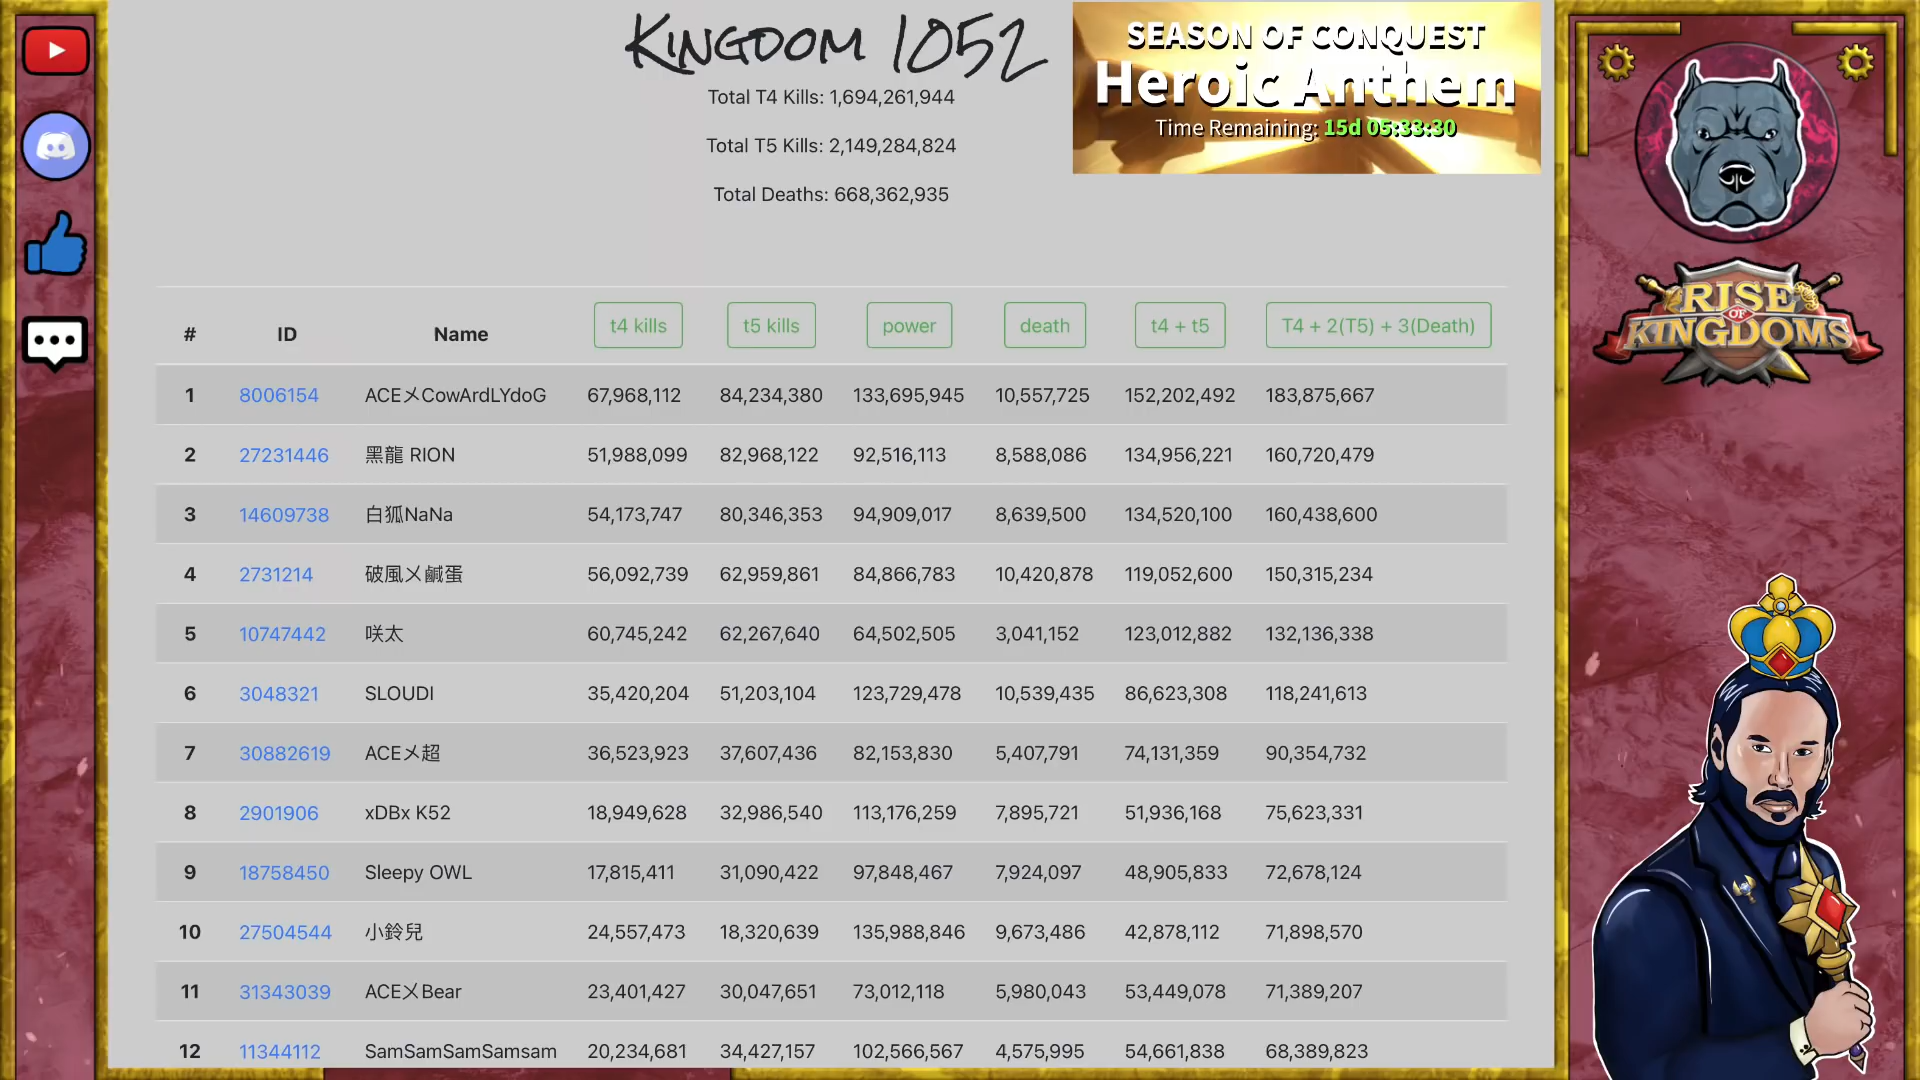 KINGDOM 1052
Total T4 Kills: 1,694,261,944
Total T5 Kills: 2,149,284,824
Total Deaths: 668,362,935
SEASON OF CONQUEST
Heroic Anthem
Time Remaining: 15d 05:33:30
RISE OF KINGDOMS
# ID Name t4 kills t5 kills power death t4 + t5 T4 + 2(T5) + 3(Death)
1 8006154 ACE乄CowArdLYdoG 67,968,112 84,234,380 133,695,945 10,557,725 152,202,492 183,875,667
2 27231446 黑龍 RION 51,988,099 82,968,122 92,516,113 8,588,086 134,956,221 160,720,479
3 14609738 白狐NaNa 54,173,747 80,346,353 94,909,017 8,639,500 134,520,100 160,438,600
4 2731214 破風乂鹹蛋 56,092,739 62,959,861 84,866,783 10,420,878 119,052,600 150,315,234
5 10747442 咲太 60,745,242 62,267,640 64,502,505 3,041,152 123,012,882 132,136,338
6 3048321 SLOUDI 35,420,204 51,203,104 123,729,478 10,539,435 86,623,308 118,241,613
7 30882619 ACE乄超 36,523,923 37,607,436 82,153,830 5,407,791 74,131,359 90,354,732
8 2901906 xDBx K52 18,949,628 32,986,540 113,176,259 7,895,721 51,936,168 75,623,331
9 18758450 Sleepy OWL 17,815,411 31,090,422 97,848,467 7,924,097 48,905,833 72,678,124
10 27504544 小鈴兒 24,557,473 18,320,639 135,988,846 9,673,486 42,878,112 71,898,570
11 31343039 ACE乄Bear 23,401,427 30,047,651 73,012,118 5,980,043 53,449,078 71,389,207
12 11344112 SamSamSamSamsam 20,234,681 34,427,157 102,566,567 4,575,995 54,661,838 68,389,823